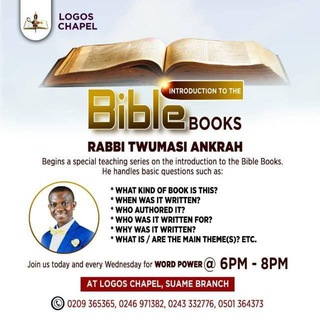 LOGOS
CHAPEL
INTRODUCTION TO THE
Bible BOOKS
RABBI TWUMASI ANKRAH
Begins a special teaching series on the introduction to the Bible Books.
He handles basic questions such as:
* WHAT KIND OF BOOK IS THIS?
* WHEN WAS IT WRITTEN?
* WHO AUTHORED IT?
* WHO WAS IT WRITTEN FOR?
* WHY WAS IT WRITTEN?
* WHAT IS / ARE THE MAIN THEME(S)? ETC.
Join us today and every Wednesday for WORD POWER @ 6PM - 8PM
AT LOGOS CHAPEL, SUAME BRANCH
0209 365365, 0246 971382, 0243 332776, 0501 364373